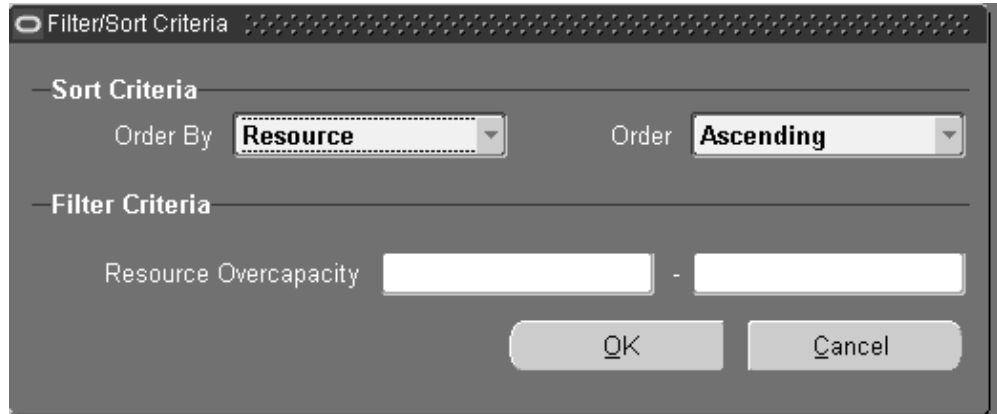 Filter/Sort Criteria
Sort Criteria
Order By Resource Order Ascending
Filter Criteria
Resource Overcapacity -
OK Cancel